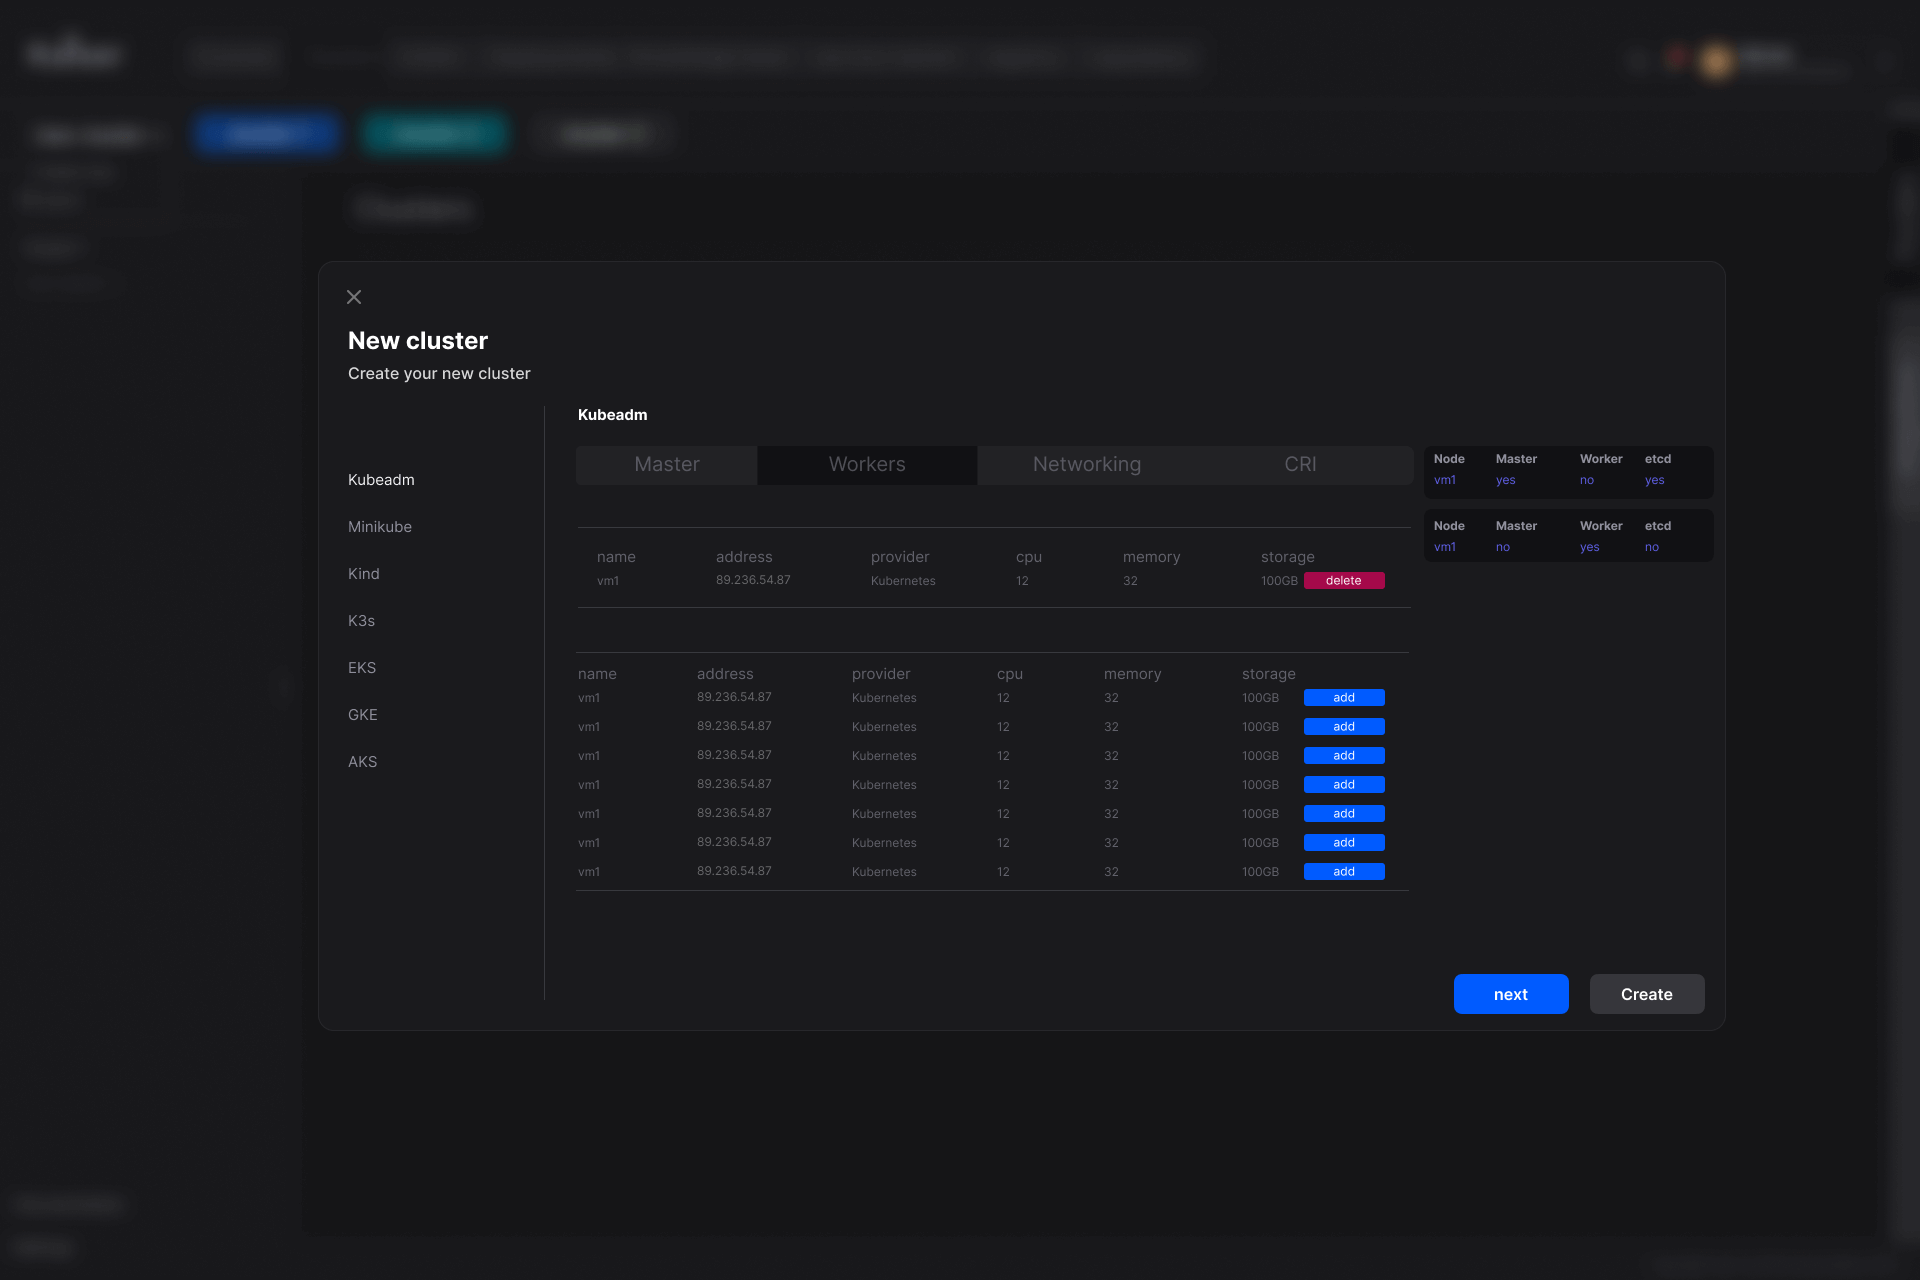 Clusters
New cluster
Create your new cluster
Kubeadm
Minikube
Kind
K3s
EKS
GKE
AKS
Kubeadm
Master Workers Networking CRI
name address provider cpu memory storage
vm1 89.236.54.87 Kubernetes 12 32 100GB delete
name address provider cpu memory storage
vm1 89.236.54.87 Kubernetes 12 32 100GB add
vm1 89.236.54.87 Kubernetes 12 32 100GB add
vm1 89.236.54.87 Kubernetes 12 32 100GB add
vm1 89.236.54.87 Kubernetes 12 32 100GB add
vm1 89.236.54.87 Kubernetes 12 32 100GB add
vm1 89.236.54.87 Kubernetes 12 32 100GB add
vm1 89.236.54.87 Kubernetes 12 32 100GB add
Node Master Worker etcd
vm1 yes no yes
Node Master Worker etcd
vm1 no yes no
next Create